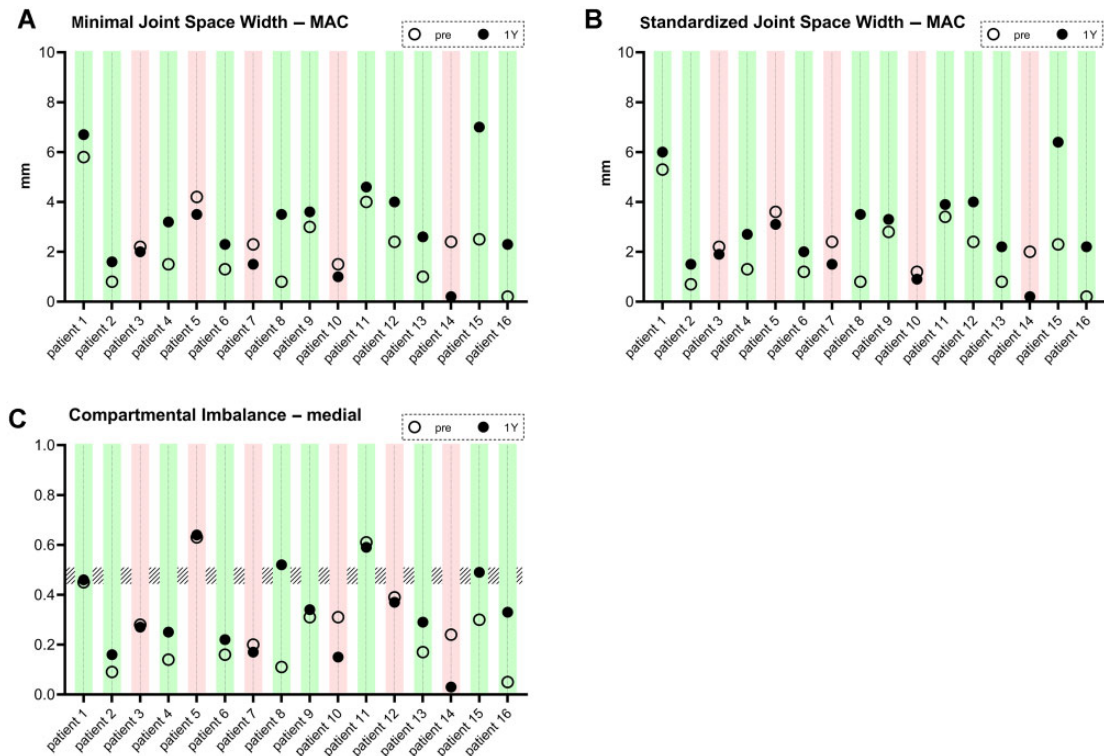 A
Minimal Joint Space Width – MAC
pre 1Y
10
8
6
4
2
0
mm
patient 1
patient 2
patient 3
patient 4
patient 5
patient 6
patient 7
patient 8
patient 9
patient 10
patient 11
patient 12
patient 13
patient 14
patient 15
patient 16
B
Standardized Joint Space Width – MAC
pre 1Y
10
8
6
4
2
0
mm
patient 1
patient 2
patient 3
patient 4
patient 5
patient 6
patient 7
patient 8
patient 9
patient 10
patient 11
patient 12
patient 13
patient 14
patient 15
patient 16
C
Compartmental Imbalance – medial
pre 1Y
1.0
0.8
0.6
0.4
0.2
0.0
patient 1
patient 2
patient 3
patient 4
patient 5
patient 6
patient 7
patient 8
patient 9
patient 10
patient 11
patient 12
patient 13
patient 14
patient 15
patient 16